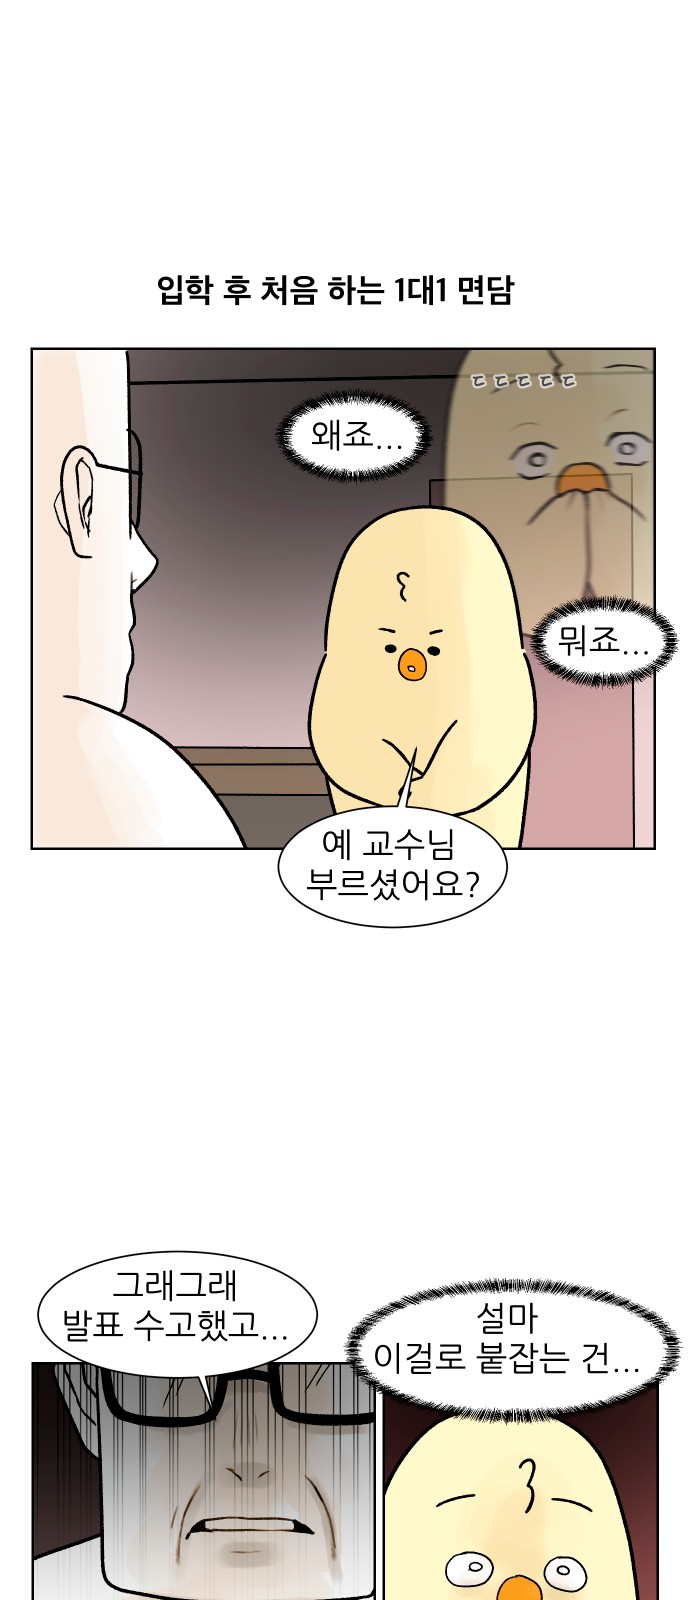 입학 후 처음 하는 1대1 면담
ㄷㄷㄷㄷㄷ
왜죠...
뭐죠...
예 교수님
부르셨어요?
그래그래
발표 수고했고...
설마
이걸로 붙잡는 건...